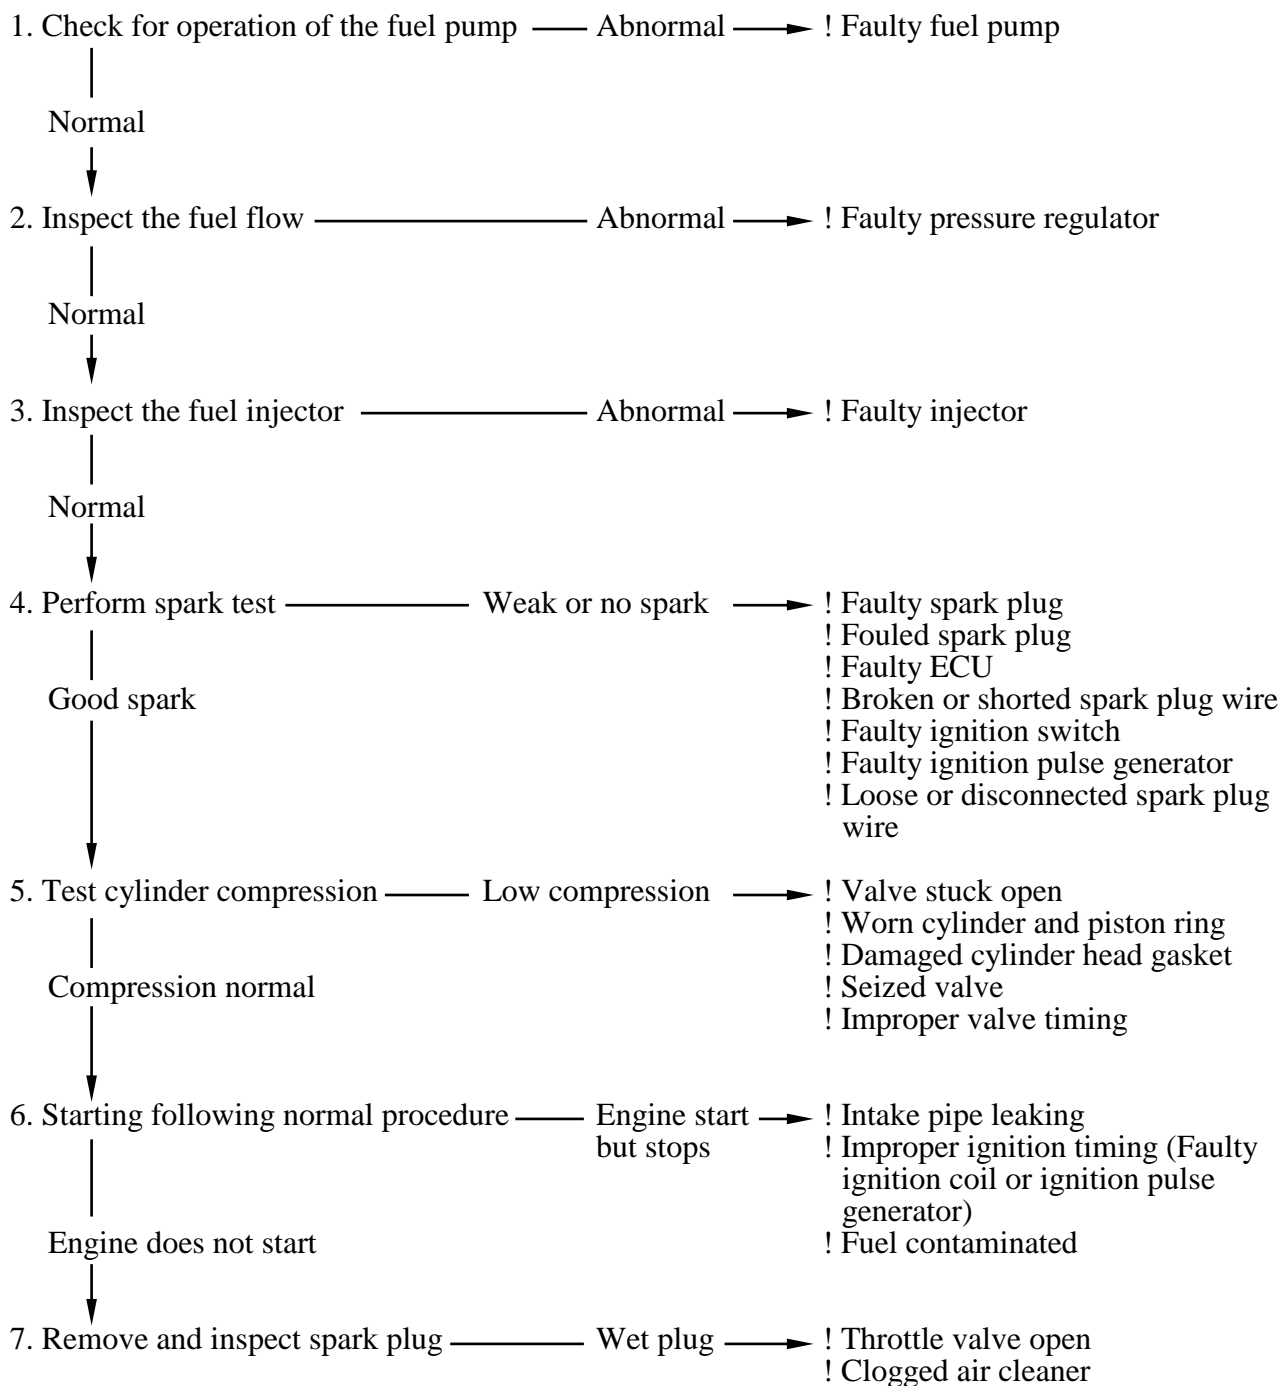 1. Check for operation of the fuel pump Abnormal ! Faulty fuel pump
Normal
2. Inspect the fuel flow Abnormal ! Faulty pressure regulator
Normal
3. Inspect the fuel injector Abnormal ! Faulty injector
Normal
4. Perform spark test Weak or no spark ! Faulty spark plug
! Fouled spark plug
! Faulty ECU
Good spark ! Broken or shorted spark plug wire
! Faulty ignition switch
! Faulty ignition pulse generator
! Loose or disconnected spark plug
wire
5. Test cylinder compression Low compression ! Valve stuck open
! Worn cylinder and piston ring
! Damaged cylinder head gasket
Compression normal ! Seized valve
! Improper valve timing
6. Starting following normal procedure Engine start ! Intake pipe leaking
but stops ! Improper ignition timing (Faulty
ignition coil or ignition pulse
generator)
Engine does not start ! Fuel contaminated
7. Remove and inspect spark plug Wet plug ! Throttle valve open
! Clogged air cleaner